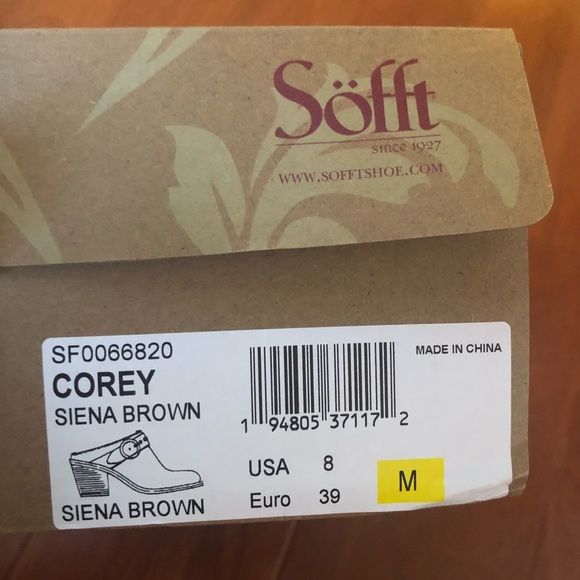 Söfft
since 1927
WWW.SOFFTSHOE.COM
SF0066820
COREY
SIENA BROWN
MADE IN CHINA
1 94805 37117 2
USA 8
Euro 39
M
SIENA BROWN